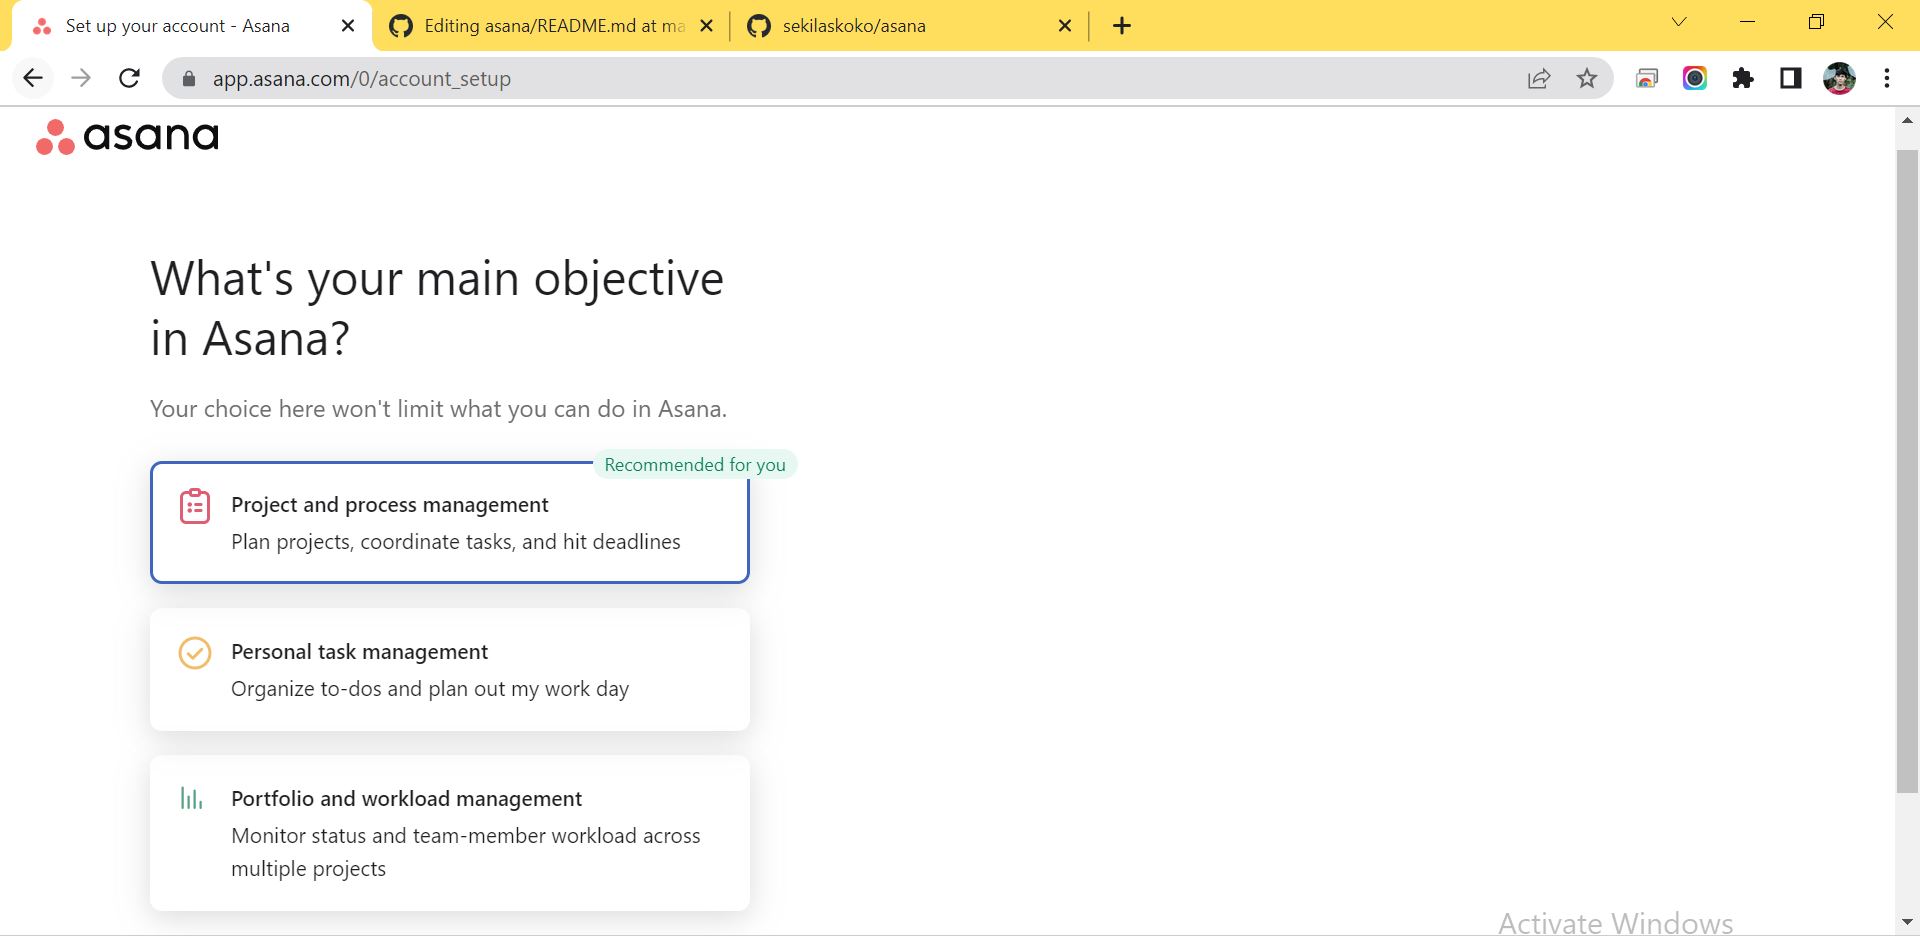 Set up your account - Asana
Editing asana/README.md at ma
sekilaskoko/asana
app.asana.com/0/account_setup
asana
What's your main objective
in Asana?
Your choice here won't limit what you can do in Asana.
Recommended for you
Project and process management
Plan projects, coordinate tasks, and hit deadlines
Personal task management
Organize to-dos and plan out my work day
Portfolio and workload management
Monitor status and team-member workload across
multiple projects
Activate Windows